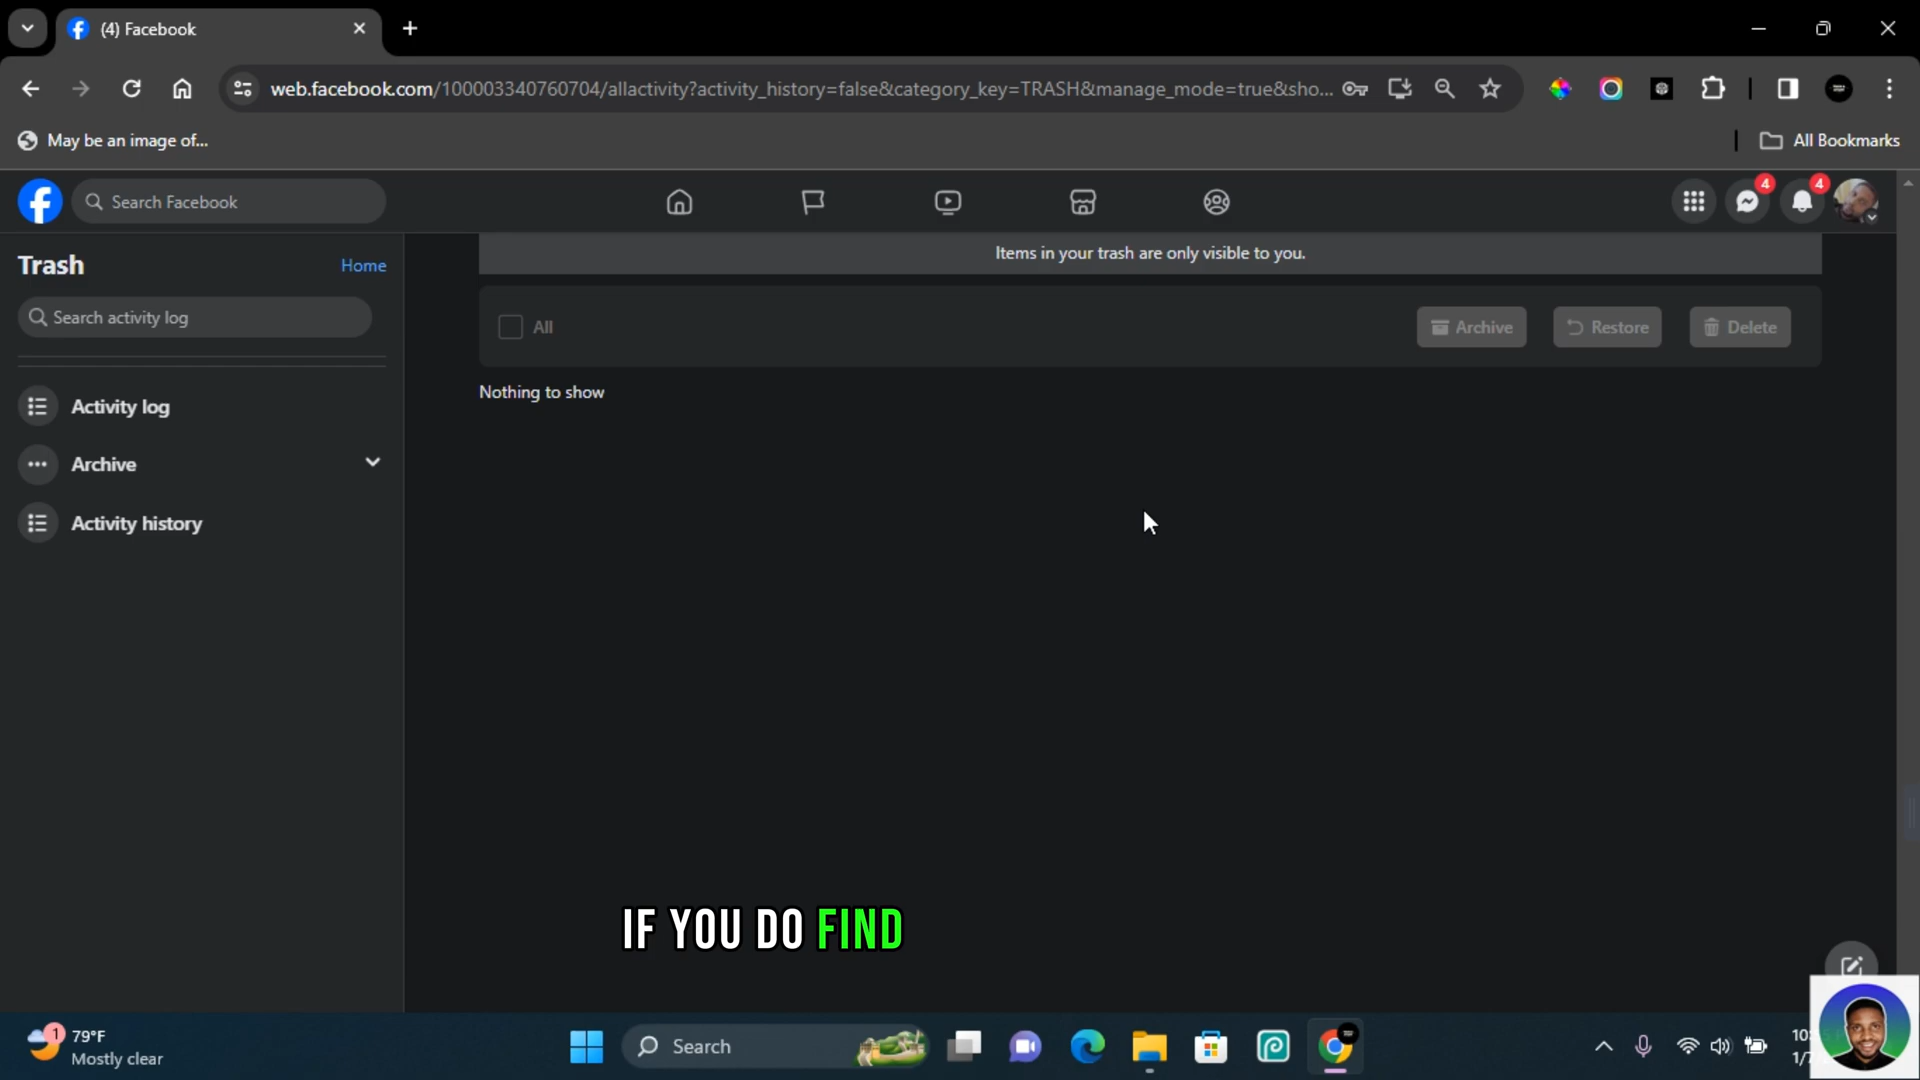 (4) Facebook
web.facebook.com/100003340760704/allactivity?activity_history=false&category_key=TRASH&manage_mode=true&sho...
May be an image of...
All Bookmarks
Search Facebook
4
4
Trash
Home
Search activity log
Activity log
Archive
Activity history
Items in your trash are only visible to you.
All
Archive
Restore
Delete
Nothing to show
IF YOU DO FIND
1
79°F
Mostly clear
Search